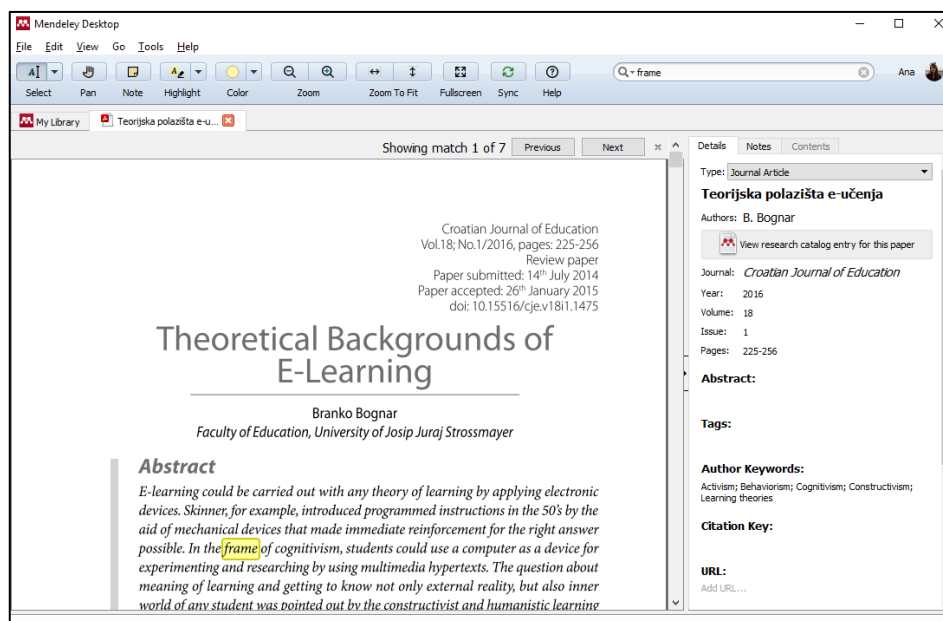 Mendeley Desktop
File Edit View Go Tools Help
frame
Ana
Select Pan Note Highlight Color Zoom Zoom To Fit Fullscreen Sync Help
My Library
Teorijska polazišta e-u...
Showing match 1 of 7 Previous Next
Croatian Journal of Education
Vol.18; No.1/2016, pages: 225-256
Review paper
Paper submitted: 14th July 2014
Paper accepted: 26th January 2015
doi: 10.15516/cje.v18i1.1475
Theoretical Backgrounds of
E-Learning
Branko Bognar
Faculty of Education, University of Josip Juraj Strossmayer
Abstract
E-learning could be carried out with any theory of learning by applying electronic
devices. Skinner, for example, introduced programmed instructions in the 50's by the
aid of mechanical devices that made immediate reinforcement for the right answer
possible. In the frame of cognitivism, students could use a computer as a device for
experimenting and researching by using multimedia hypertexts. The question about
meaning of learning and getting to know not only external reality, but also inner
world of any student was pointed out by the constructivist and humanistic learning
Details Notes Contents
Type: Journal Article
Teorijska polazišta e-učenja
Authors: B. Bognar
View research catalog entry for this paper
Journal: Croatian Journal of Education
Year: 2016
Volume: 18
Issue: 1
Pages: 225-256
Abstract:
Tags:
Author Keywords:
Activism; Behaviorism; Cognitivism; Constructivism;
Learning theories
Citation Key:
URL:
Add URL...